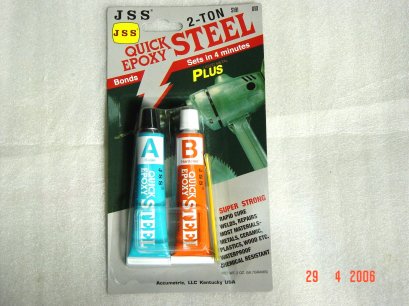 JSS
JSS
2-TON
QUICK STEEL
EPOXY
Bonds
Sets in 4 minutes
PLUS
A
B
QUICK
EPOXY
STEEL
JSS
QUICK
EPOXY
STEEL
SUPER STRONG
RAPID CURE
WELDS, REPAIRS
MOST MATERIALS-
METALS, CERAMIC,
PLASTICS, WOOD ETC.
WATERPROOF
CHEMICAL RESISTANT
Accumetric, LLC Kentucky USA
29 4 2006